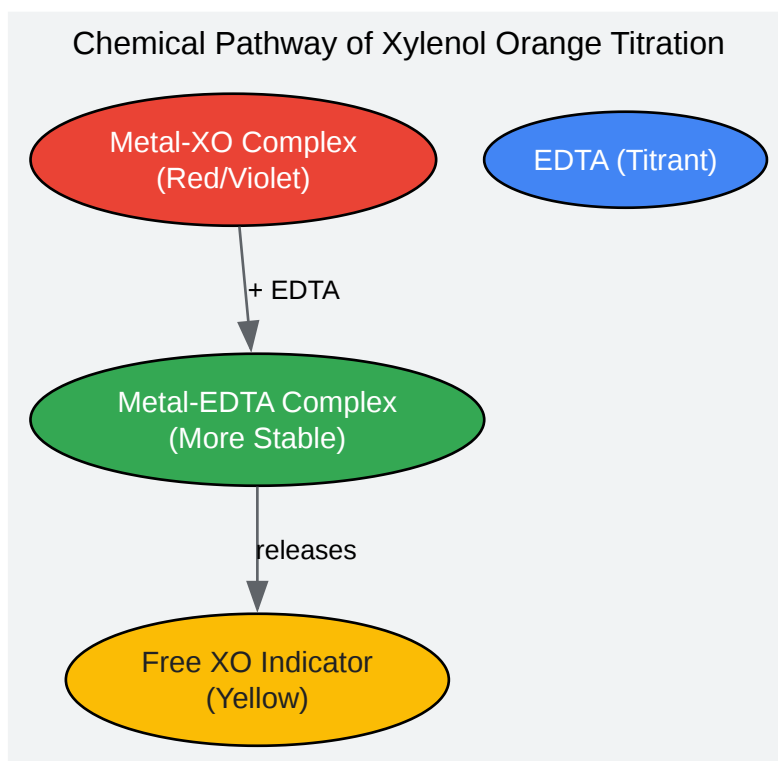 Chemical Pathway of Xylenol Orange Titration
Metal-XO Complex
(Red/Violet)
EDTA (Titrant)
+ EDTA
Metal-EDTA Complex
(More Stable)
releases
Free XO Indicator
(Yellow)